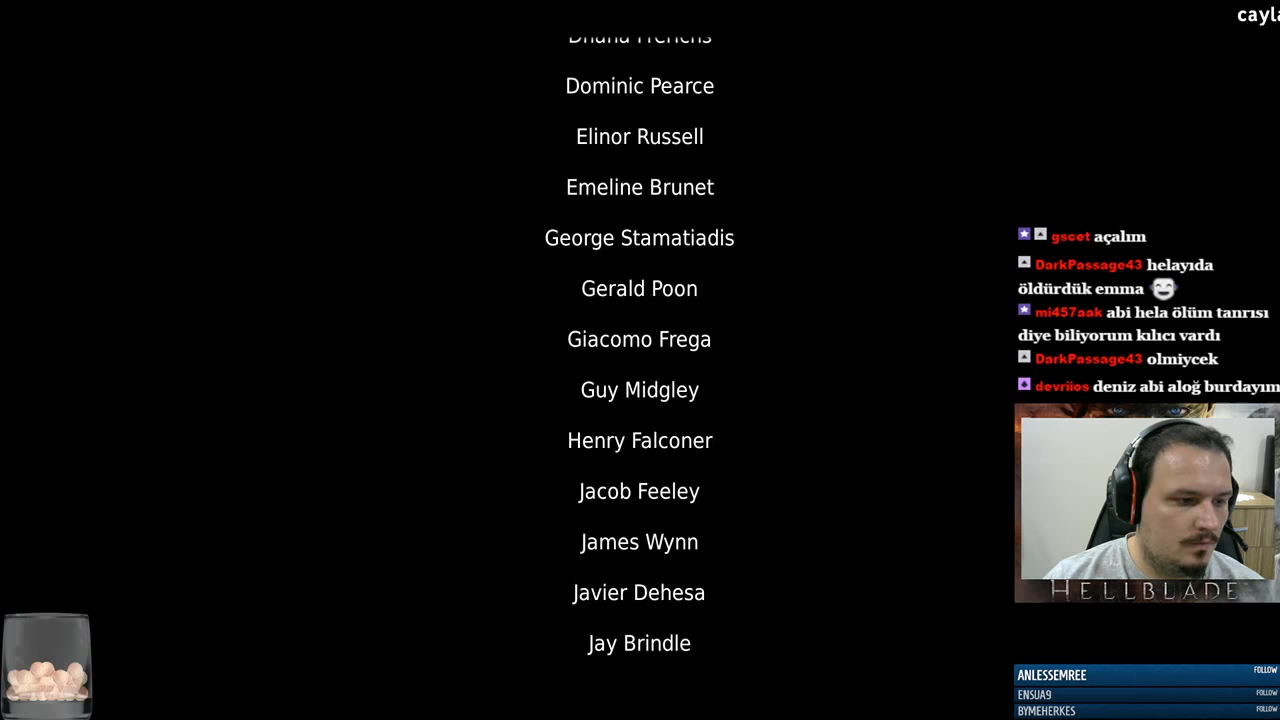 cayla
Dominic Pearce
Elinor Russell
Emeline Brunet
George Stamatiadis
Gerald Poon
Giacomo Frega
Guy Midgley
Henry Falconer
Jacob Feeley
James Wynn
Javier Dehesa
Jay Brindle
gscet açalım
DarkPassage43 helayıda
öldürdük emma
mi457aak abi hela ölüm tanrısı
diye biliyorum kılıcı vardı
DarkPassage43 olmiycek
devriios deniz abi aloğ burdayım
HELLBLADE
ANLESSEMREE FOLLOW
ENSUA9 FOLLOW
BYMEHERKES FOLLOW